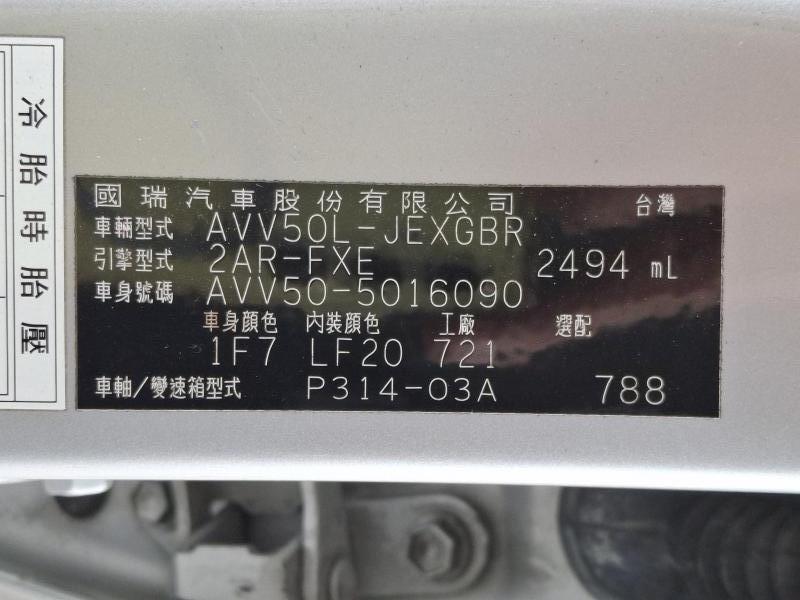 冷胎時胎壓
國瑞汽車股份有限公司 台灣
車輛型式 AVV50L-JEXGBR
引擎型式 2AR-FXE 2494 mL
車身號碼 AVV50-5016090
車身顏色 內裝顏色 工廠 選配
1F7 LF20 721
車軸/變速箱型式 P314-03A 788